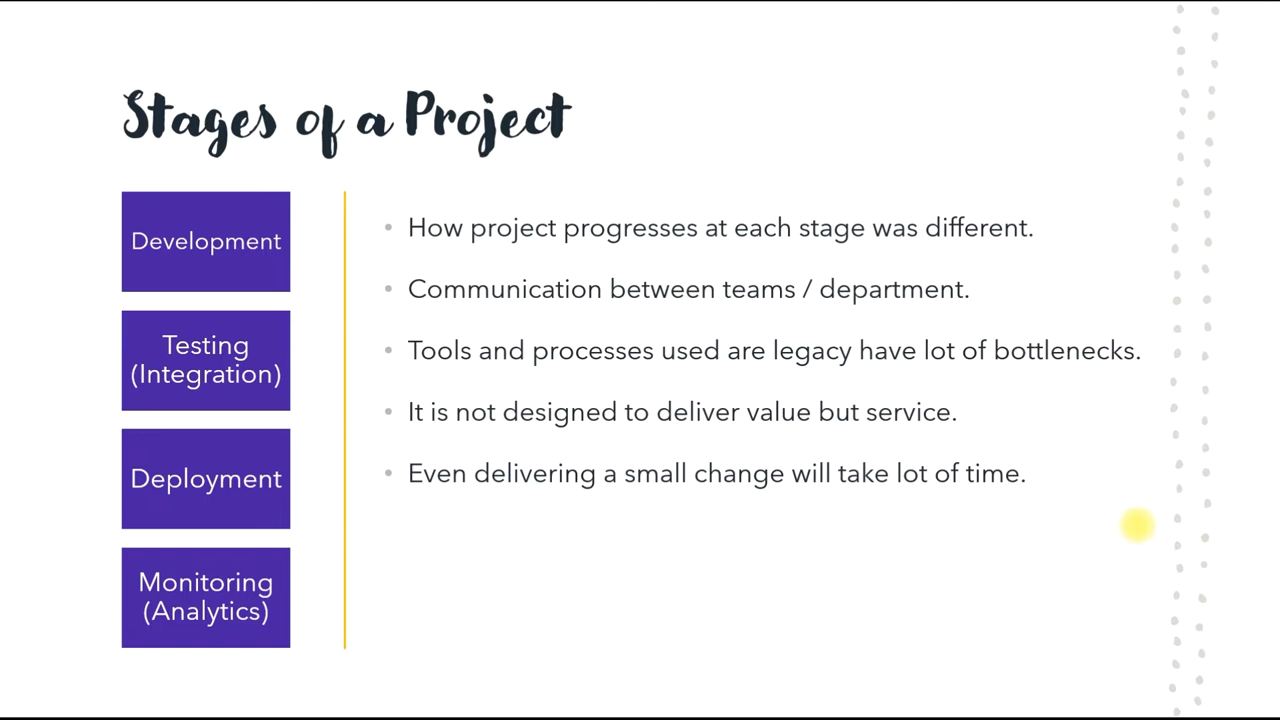 Stages of a Project
Development
Testing
(Integration)
Deployment
Monitoring
(Analytics)
• How project progresses at each stage was different.
• Communication between teams / department.
• Tools and processes used are legacy have lot of bottlenecks.
• It is not designed to deliver value but service.
• Even delivering a small change will take lot of time.